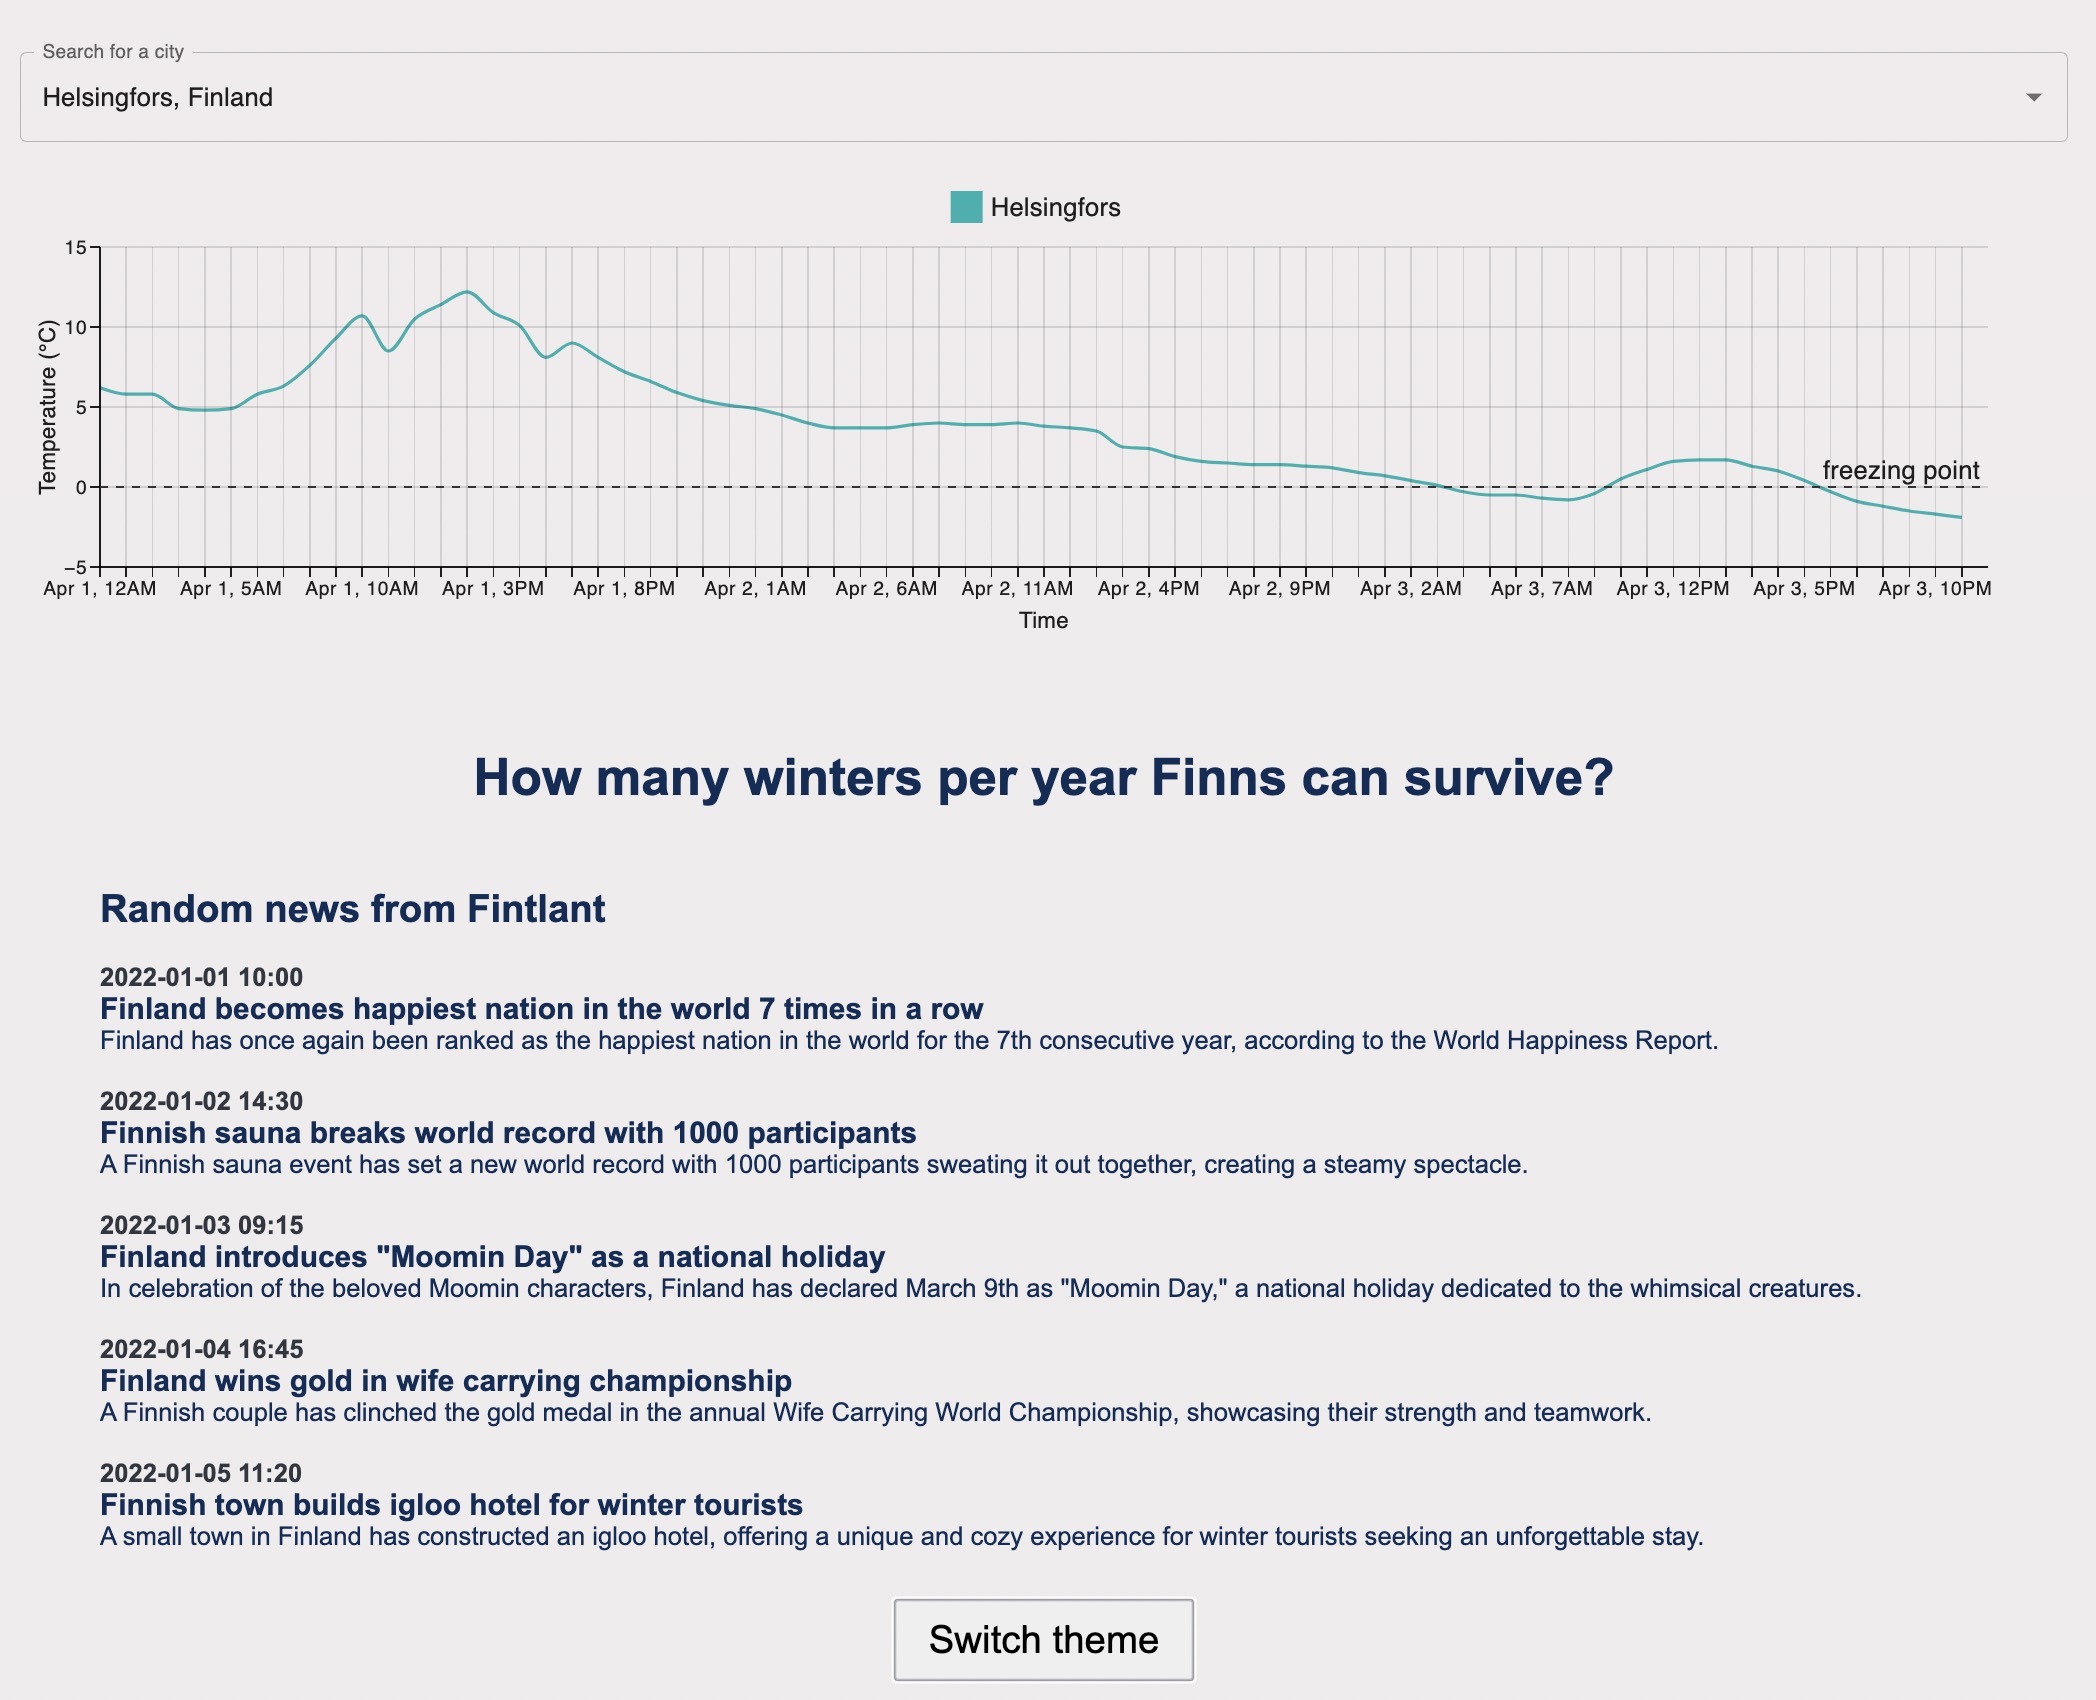 Search for a city
Helsingfors, Finland
Helsingfors
15
10
5
0
−5
Temperature (°C)
freezing point
Apr 1, 12AM Apr 1, 5AM Apr 1, 10AM Apr 1, 3PM Apr 1, 8PM Apr 2, 1AM Apr 2, 6AM Apr 2, 11AM Apr 2, 4PM Apr 2, 9PM Apr 3, 2AM Apr 3, 7AM Apr 3, 12PM Apr 3, 5PM Apr 3, 10PM
Time
How many winters per year Finns can survive?
Random news from Fintlant
2022-01-01 10:00
Finland becomes happiest nation in the world 7 times in a row
Finland has once again been ranked as the happiest nation in the world for the 7th consecutive year, according to the World Happiness Report.
2022-01-02 14:30
Finnish sauna breaks world record with 1000 participants
A Finnish sauna event has set a new world record with 1000 participants sweating it out together, creating a steamy spectacle.
2022-01-03 09:15
Finland introduces "Moomin Day" as a national holiday
In celebration of the beloved Moomin characters, Finland has declared March 9th as "Moomin Day," a national holiday dedicated to the whimsical creatures.
2022-01-04 16:45
Finland wins gold in wife carrying championship
A Finnish couple has clinched the gold medal in the annual Wife Carrying World Championship, showcasing their strength and teamwork.
2022-01-05 11:20
Finnish town builds igloo hotel for winter tourists
A small town in Finland has constructed an igloo hotel, offering a unique and cozy experience for winter tourists seeking an unforgettable stay.
Switch theme